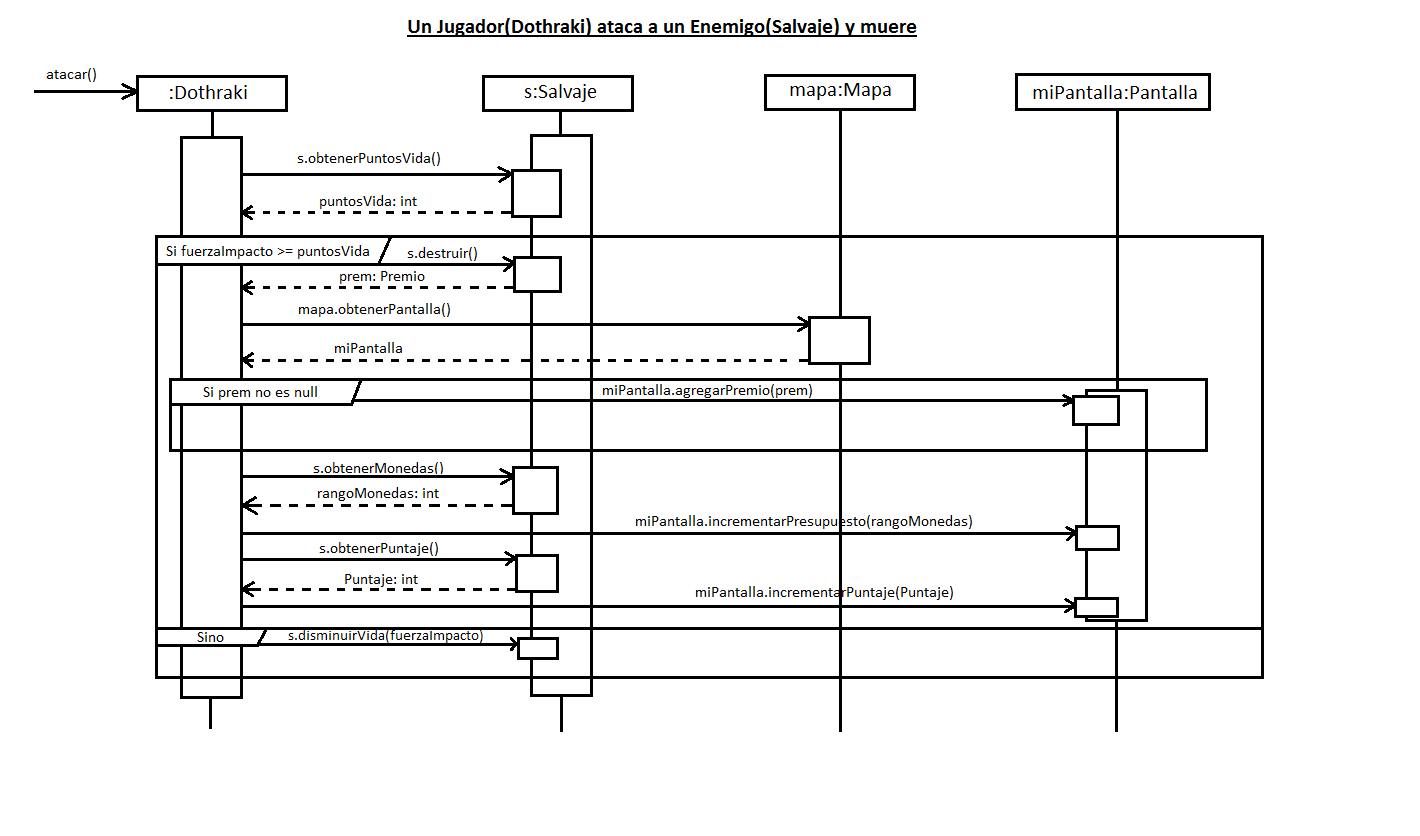 Un Jugador(Dothraki) ataca a un Enemigo(Salvaje) y muere
atacar()
:Dothraki
s:Salvaje
mapa:Mapa
miPantalla:Pantalla
s.obtenerPuntosVida()
puntosVida: int
Si fuerzaImpacto >= puntosVida
s.destruir()
prem: Premio
mapa.obtenerPantalla()
miPantalla
Si prem no es null
miPantalla.agregarPremio(prem)
s.obtenerMonedas()
rangoMonedas: int
miPantalla.incrementarPresupuesto(rangoMonedas)
s.obtenerPuntaje()
Puntaje: int
miPantalla.incrementarPuntaje(Puntaje)
Sino
s.disminuirVida(fuerzaImpacto)